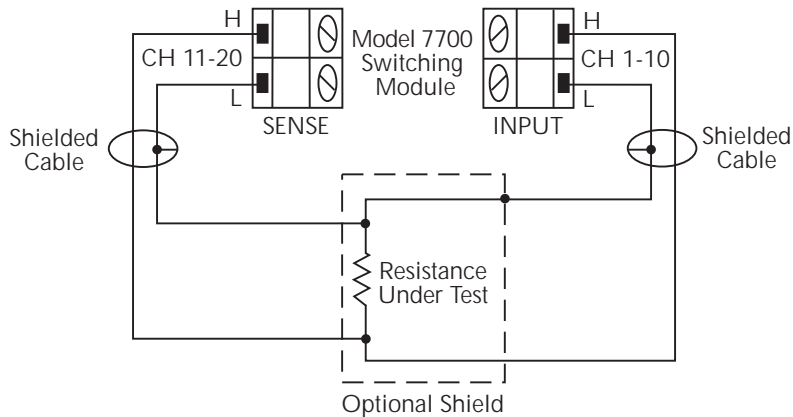 H
CH 11-20
L
SENSE
Model 7700
Switching
Module
H
CH 1-10
L
INPUT
Shielded
Cable
Shielded
Cable
Resistance
Under Test
Optional Shield